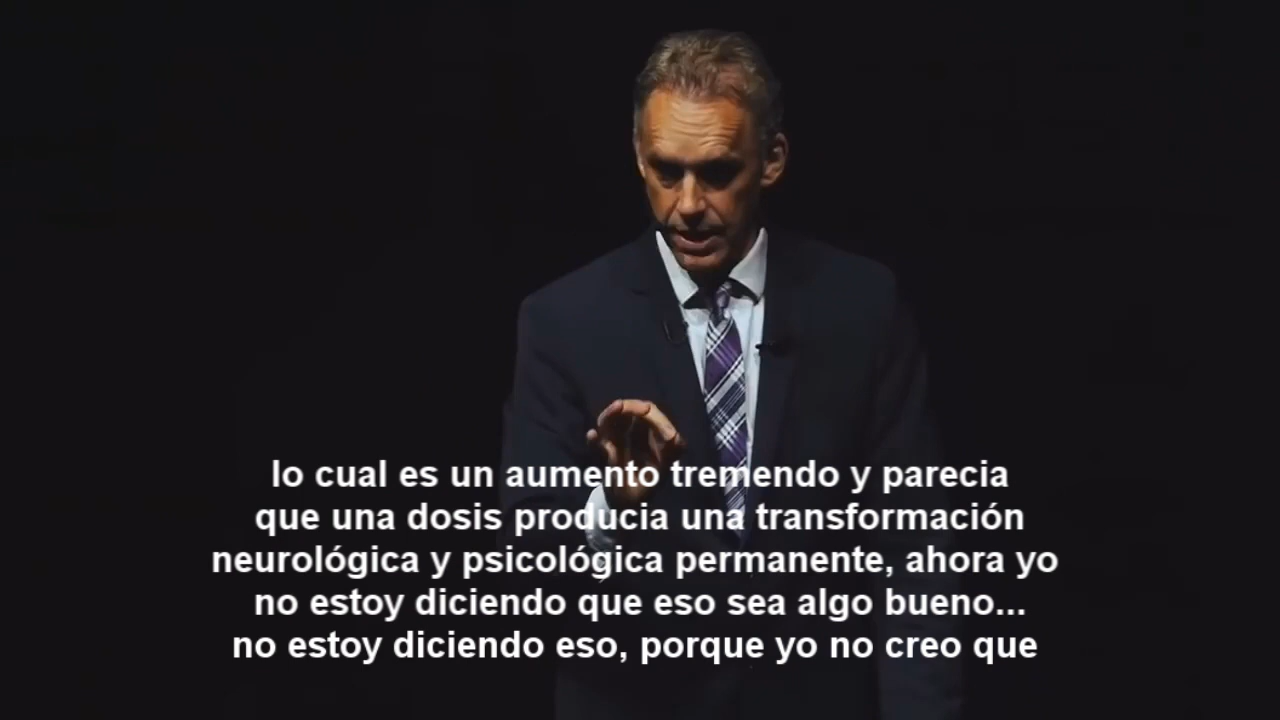 lo cual es un aumento tremendo y parecia
que una dosis producia una transformación
neurológica y psicológica permanente, ahora yo
no estoy diciendo que eso sea algo bueno...
no estoy diciendo eso, porque yo no creo que